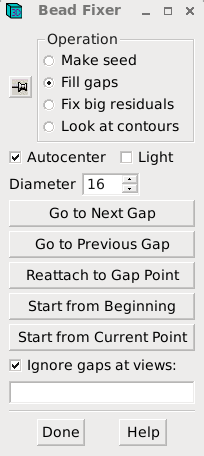 Bead Fixer
Operation
Make seed
Fill gaps
Fix big residuals
Look at contours
Autocenter Light
Diameter 16
Go to Next Gap
Go to Previous Gap
Reattach to Gap Point
Start from Beginning
Start from Current Point
Ignore gaps at views:
Done Help